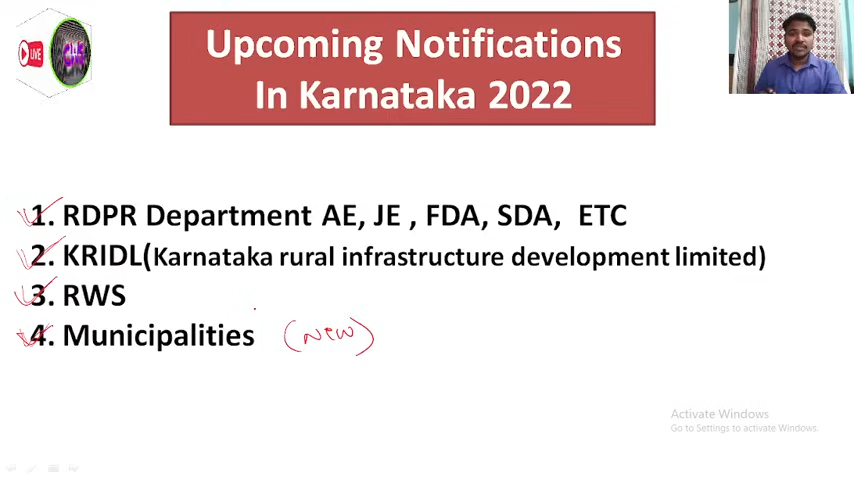 LIVE
Upcoming Notifications
In Karnataka 2022
1. RDPR Department AE, JE , FDA, SDA, ETC
2. KRIDL(Karnataka rural infrastructure development limited)
3. RWS
4. Municipalities (New)
Activate Windows
Go to Settings to activate Windows.